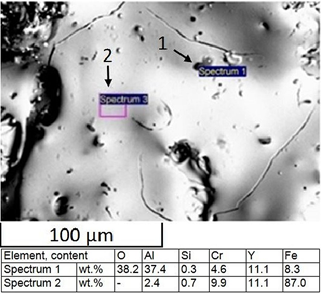 2
1
Spectrum 1
Spectrum 3
100 µm
Element, content O Al Si Cr Y Fe
Spectrum 1 wt.% 38.2 37.4 0.3 4.6 11.1 8.3
Spectrum 2 wt.% - 2.4 0.7 9.9 11.1 87.0